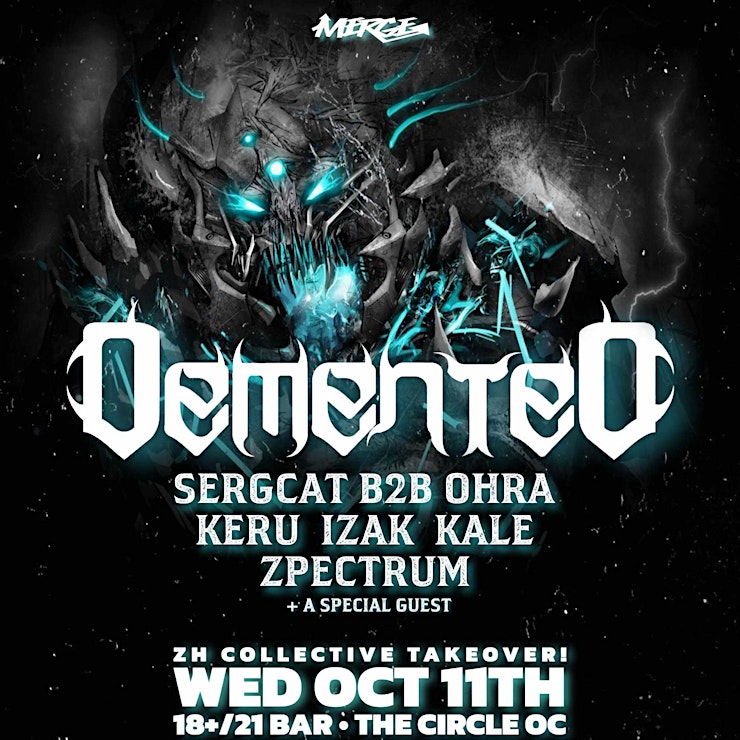 MERGE
DEMENTED
SERGCAT B2B OHRA
KERU IZAK KALE
ZPECTRUM
+ A SPECIAL GUEST
ZH COLLECTIVE TAKEOVER!
WED OCT 11TH
18+/21 BAR • THE CIRCLE OC